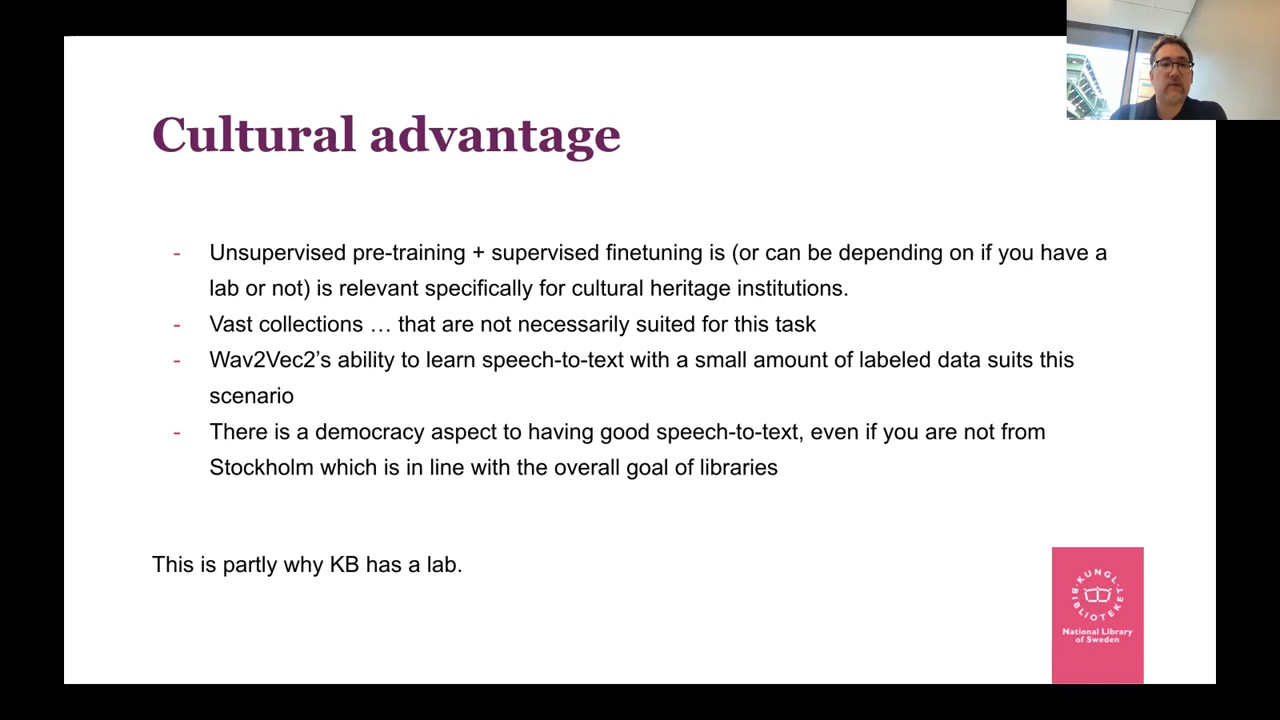 Cultural advantage
- Unsupervised pre-training + supervised finetuning is (or can be depending on if you have a
lab or not) is relevant specifically for cultural heritage institutions.
- Vast collections … that are not necessarily suited for this task
- Wav2Vec2’s ability to learn speech-to-text with a small amount of labeled data suits this
scenario
- There is a democracy aspect to having good speech-to-text, even if you are not from
Stockholm which is in line with the overall goal of libraries
This is partly why KB has a lab.
KUNGL·
BIBLIOTEKET·
National Library
of Sweden